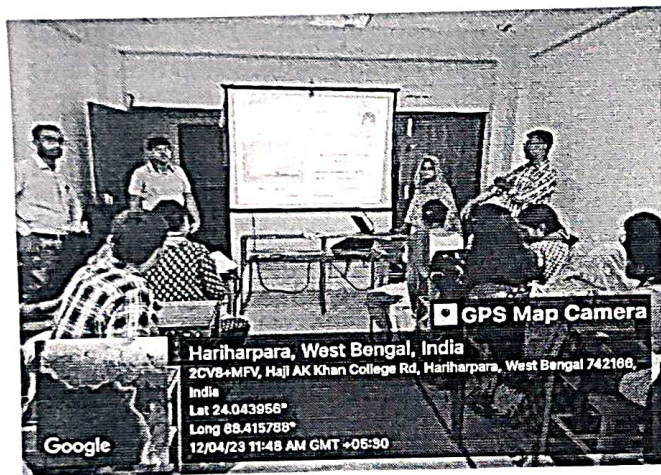 GPS Map Camera
Hariharpara, West Bengal, India
2CV8+MFV, Haji AK Khan College Rd, Hariharpara, West Bengal 742166,
India
Lat 24.043956°
Long 88.415788°
12/04/23 11:48 AM GMT +05:30
Google